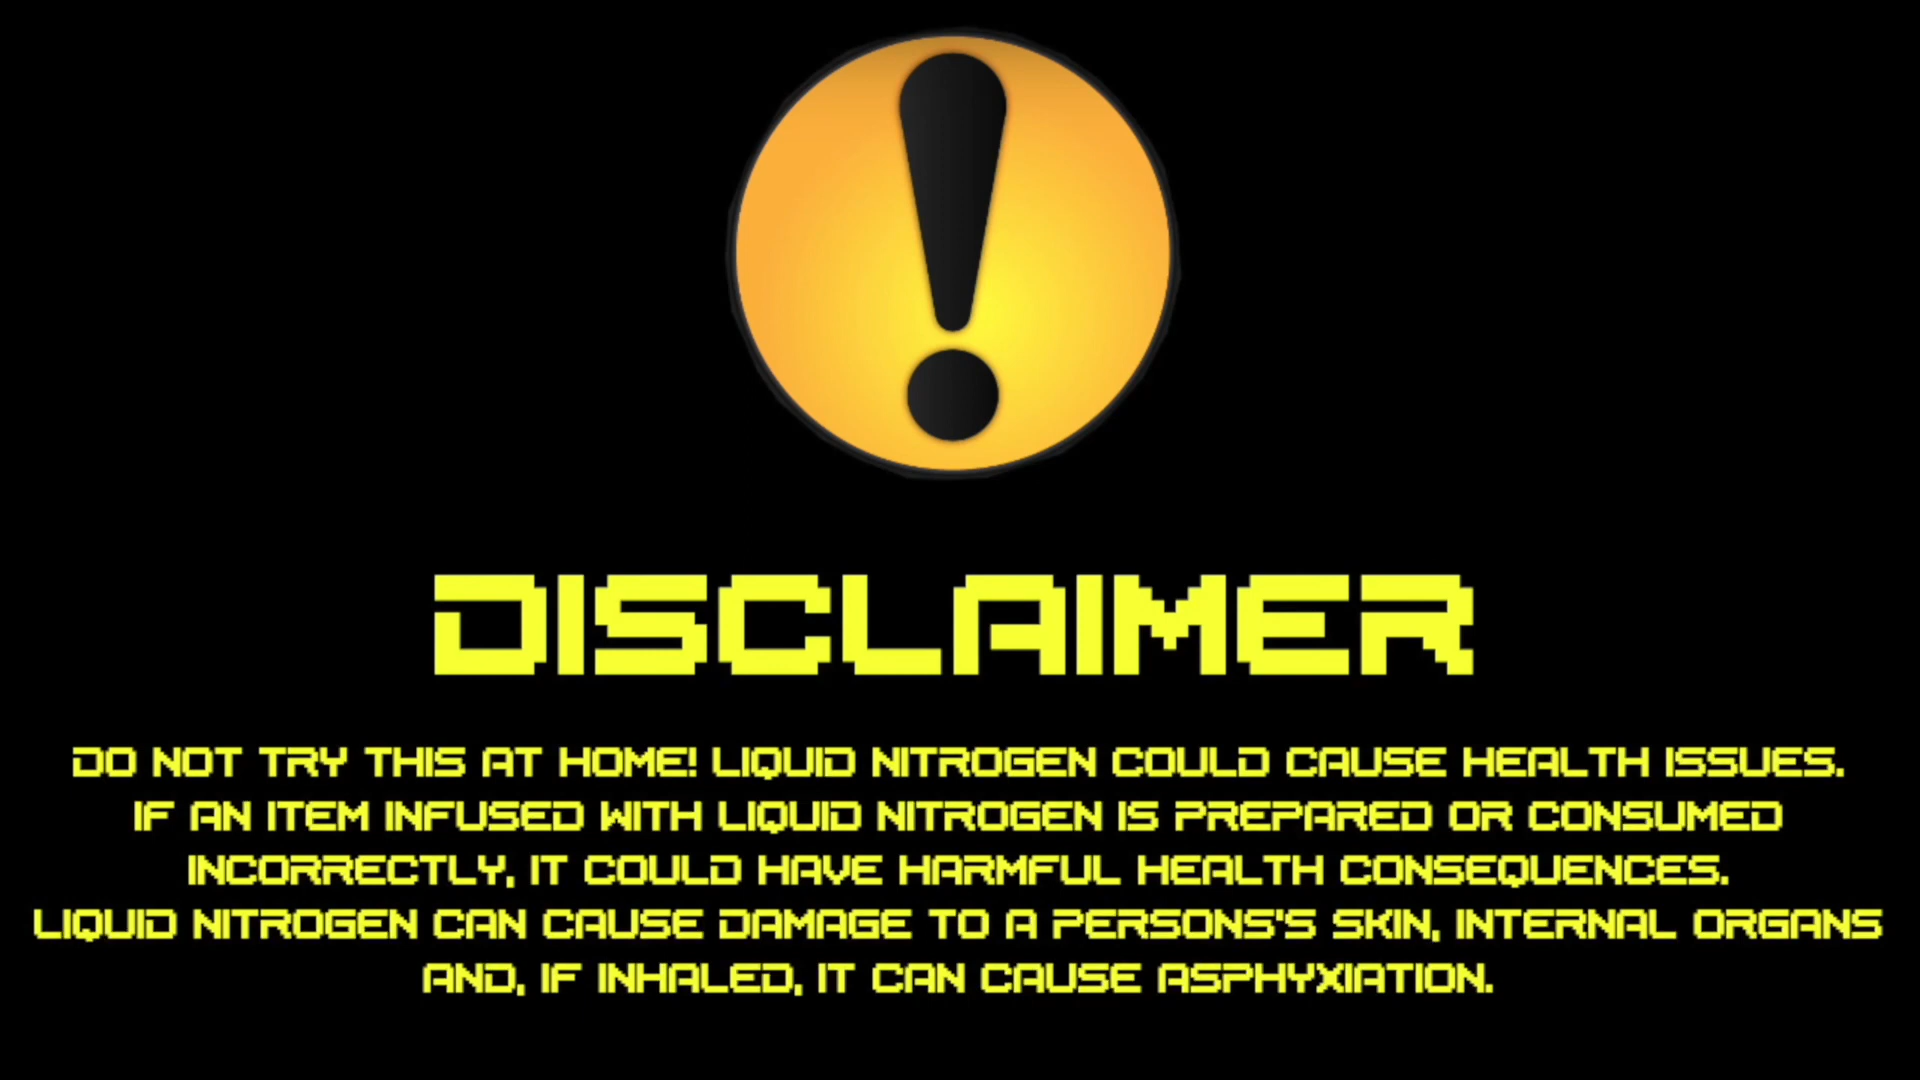 DISCLAIMER
DO NOT TRY THIS AT HOME! LIQUID NITROGEN COULD CAUSE HEALTH ISSUES.
IF AN ITEM INFUSED WITH LIQUID NITROGEN IS PREPARED OR CONSUMED
INCORRECTLY, IT COULD HAVE HARMFUL HEALTH CONSEQUENCES.
LIQUID NITROGEN CAN CAUSE DAMAGE TO A PERSONS'S SKIN, INTERNAL ORGANS
AND, IF INHALED, IT CAN CAUSE ASPHYXIATION.